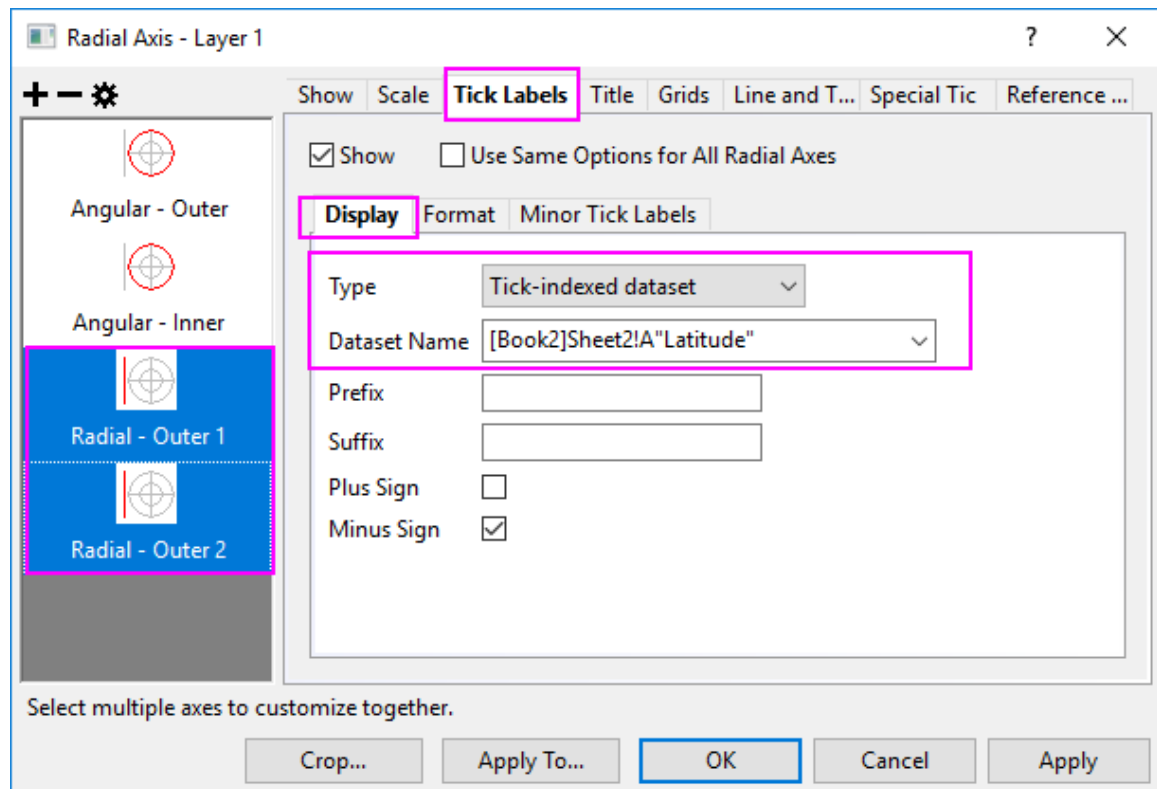 Radial Axis - Layer 1
Show Scale Tick Labels Title Grids Line and T... Special Tic Reference ...
Show Use Same Options for All Radial Axes
Angular - Outer
Display Format Minor Tick Labels
Type Tick-indexed dataset
Angular - Inner
Dataset Name [Book2]Sheet2!A"Latitude"
Prefix
Radial - Outer 1
Suffix
Plus Sign
Minus Sign
Radial - Outer 2
Select multiple axes to customize together.
Crop... Apply To... OK Cancel Apply